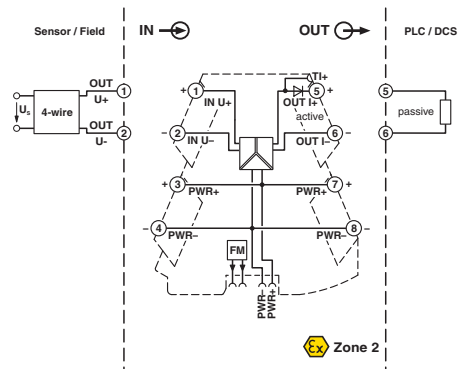 Sensor / Field
IN
OUT
PLC / DCS
OUT
U+
1
Us
4-wire
OUT
U-
2
+ 1
IN U+
TI+
5 +
OUT I+
active
5
passive
6
– 2
IN U–
OUT I–
6 –
+ 3
PWR+
PWR+
7 +
– 4
PWR–
PWR–
8 –
FM
PWR–
PWR+
Ex Zone 2